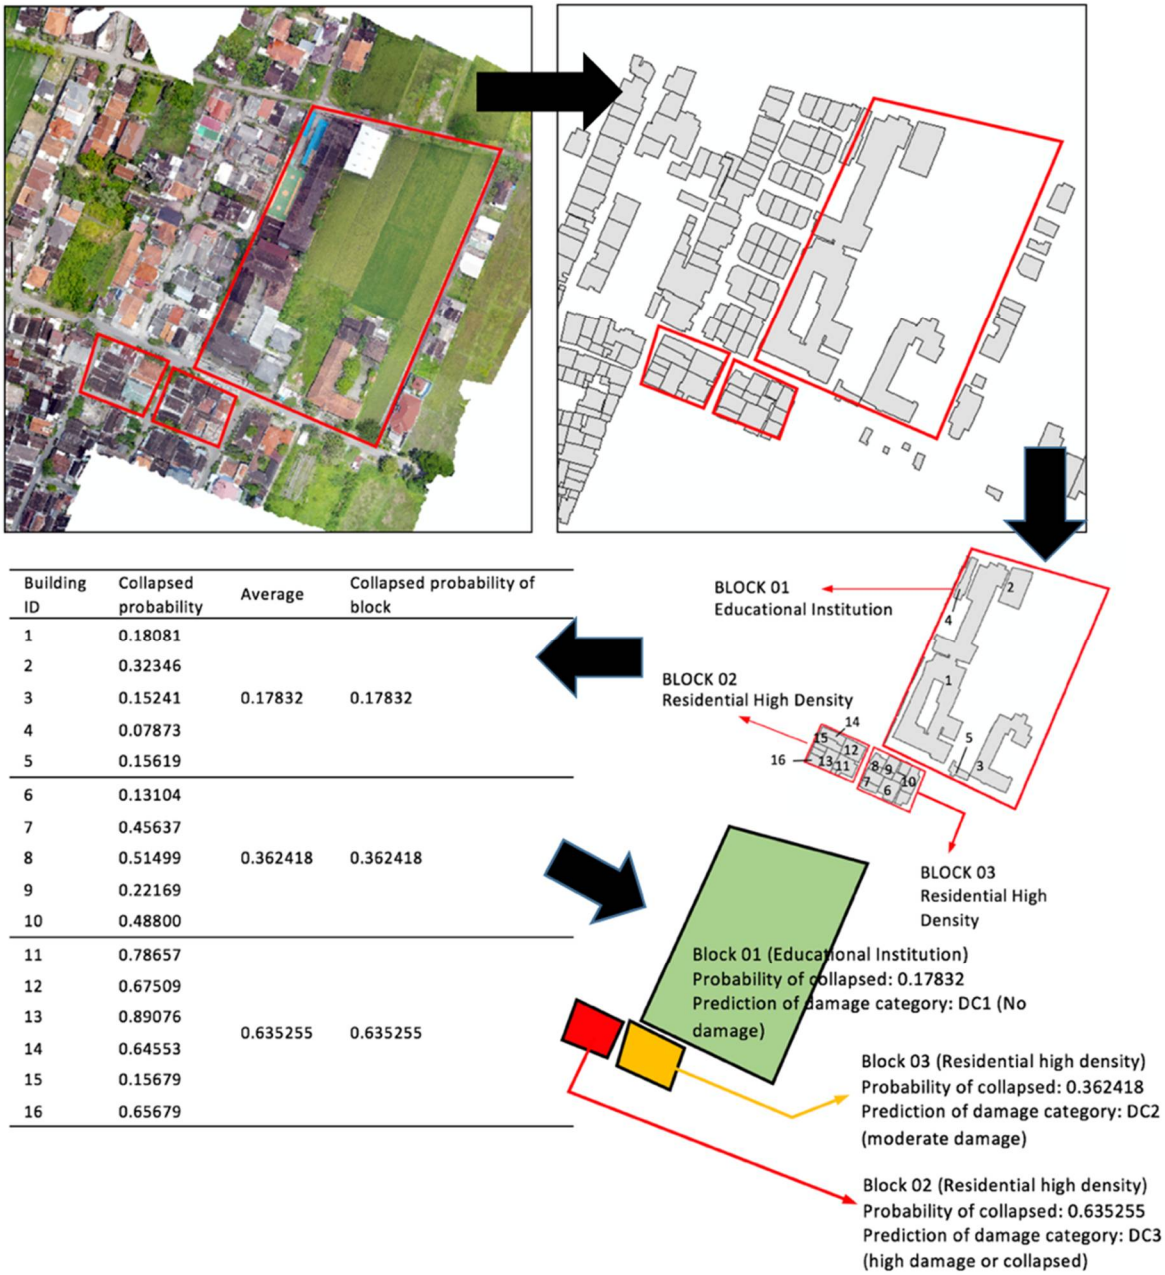 BLOCK 01
Educational Institution
2
4
1
BLOCK 02
Residential High Density
14
15
12
16
13
11
5
3
8
9
10
7
6
BLOCK 03
Residential High
Density
Building ID Collapsed probability Average Collapsed probability of block
1 0.18081
2 0.32346
3 0.15241 0.17832 0.17832
4 0.07873
5 0.15619
6 0.13104
7 0.45637
8 0.51499 0.362418 0.362418
9 0.22169
10 0.48800
11 0.78657
12 0.67509
13 0.89076
0.635255 0.635255
14 0.64553
15 0.15679
16 0.65679
Block 01 (Educational Institution)
Probability of collapsed: 0.17832
Prediction of damage category: DC1 (No
damage)
Block 03 (Residential high density)
Probability of collapsed: 0.362418
Prediction of damage category: DC2
(moderate damage)
Block 02 (Residential high density)
Probability of collapsed: 0.635255
Prediction of damage category: DC3
(high damage or collapsed)